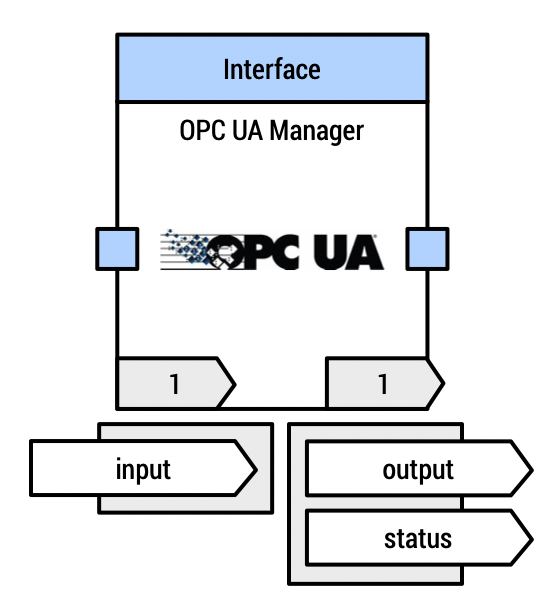 Interface
OPC UA Manager
OPC UA
1 1
input
output
status